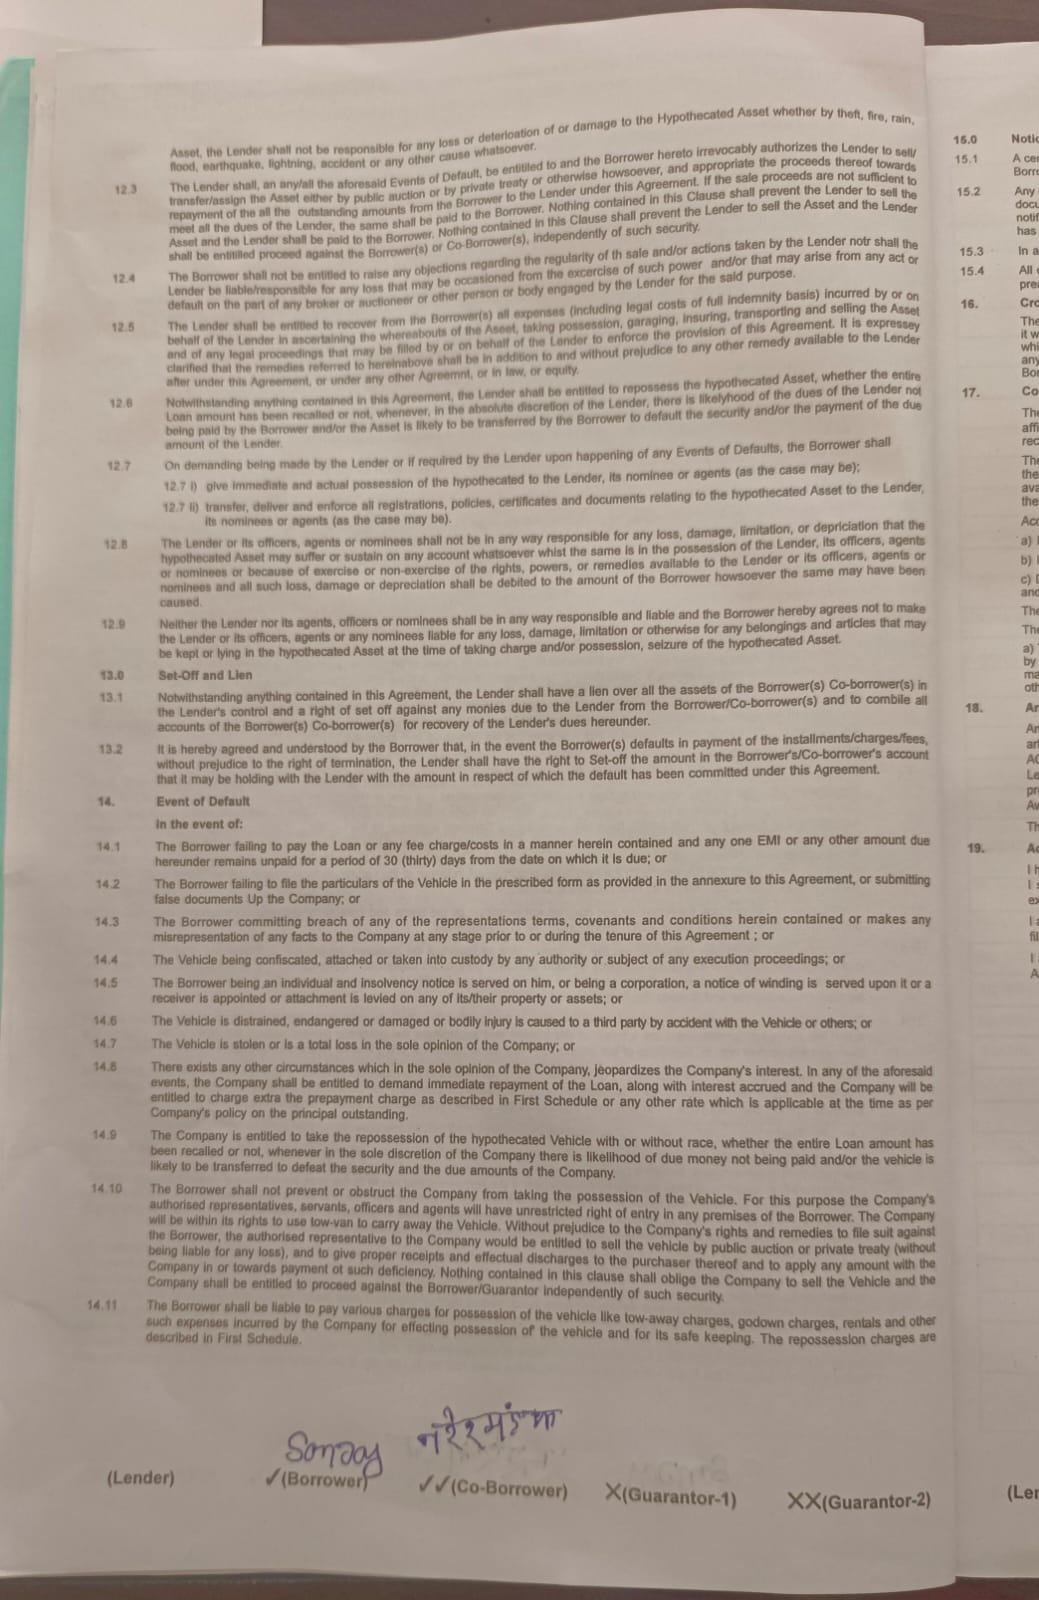 Asset, the Lender shall not be responsible for any loss or deterioation of or damage to the Hypothecated Asset whether by theft, fire, rain,
flood, earthquake, lightning, accident or any other cause whatsoever.
12.3 The Lender shall, an any/all the aforesaid Events of Default, be entitiled to and the Borrower hereto irrevocably authorizes the Lender to sell/
transfer/assign the Asset either by public auction or by private treaty or otherwise howsoever, and appropriate the proceeds thereof towards
repayment of the all the outstanding amounts from the Borrower to the Lender under this Agreement. If the sale proceeds are not sufficient to
meet all the dues of the Lender, the same shall be paid to the Borrower. Nothing contained in this Clause shall prevent the Lender to sell the
Asset and the Lender shall be paid to the Borrower. Nothing contained in this Clause shall prevent the Lender to sell the Asset and the Lender
shall be entitilled proceed against the Borrower(s) or Co-Borrower(s), independently of such security.
12.4 The Borrower shall not be entitled to raise any objections regarding the regularity of th sale and/or actions taken by the Lender notr shall the
Lender be liable/responsible for any loss that may be occasioned from the excercise of such power and/or that may arise from any act or
default on the part of any broker or auctioneer or other person or body engaged by the Lender for the said purpose.
12.5 The Lender shall be entitled to recover from the Borrower(s) all expenses (including legal costs of full indemnity basis) incurred by or on
behalf of the Lender in ascertaining the whereabouts of the Aseet, taking possession, garaging, insuring, transporting and selling the Asset
and of any legal proceedings that may be filled by or on behalf of the Lender to enforce the provision of this Agreement. It is expressey
clarified that the remedies referred to hereinabove shall be in addition to and without prejudice to any other remedy available to the Lender
after under this Agreement, or under any other Agreemnt, or in law, or equity.
12.6 Notwithstanding anything contained in this Agreement, the Lender shall be entitled to repossess the hypothecated Asset, whether the entire
Loan amount has been recalled or not, whenever, in the absolute discretion of the Lender, there is likelyhood of the dues of the Lender not
being paid by the Borrower and/or the Asset is likely to be transferred by the Borrower to default the security and/or the payment of the due
amount of the Lender.
12.7 On demanding being made by the Lender or if required by the Lender upon happening of any Events of Defaults, the Borrower shall
12.7 i) give immediate and actual possession of the hypothecated to the Lender, its nominee or agents (as the case may be);
12.7 ii) transfer, deliver and enforce all registrations, policies, certificates and documents relating to the hypothecated Asset to the Lender,
its nominees or agents (as the case may be).
12.8 The Lender or its officers, agents or nominees shall not be in any way responsible for any loss, damage, limitation, or depriciation that the
hypothecated Asset may suffer or sustain on any account whatsoever whist the same is in the possession of the Lender, its officers, agents
or nominees or because of exercise or non-exercise of the rights, powers, or remedies available to the Lender or its officers, agents or
nominees and all such loss, damage or depreciation shall be debited to the amount of the Borrower howsoever the same may have been
caused.
12.9 Neither the Lender nor its agents, officers or nominees shall be in any way responsible and liable and the Borrower hereby agrees not to make
the Lender or its officers, agents or any nominees liable for any loss, damage, limitation or otherwise for any belongings and articles that may
be kept or lying in the hypothecated Asset at the time of taking charge and/or possession, seizure of the hypothecated Asset.
13.0 Set-Off and Lien
13.1 Notwithstanding anything contained in this Agreement, the Lender shall have a lien over all the assets of the Borrower(s) Co-borrower(s) in
the Lender's control and a right of set off against any monies due to the Lender from the Borrower/Co-borrower(s) and to combile all
accounts of the Borrower(s) Co-borrower(s) for recovery of the Lender's dues hereunder.
13.2 It is hereby agreed and understood by the Borrower that, in the event the Borrower(s) defaults in payment of the installments/charges/fees,
without prejudice to the right of termination, the Lender shall have the right to Set-off the amount in the Borrower's/Co-borrower's account
that it may be holding with the Lender with the amount in respect of which the default has been committed under this Agreement.
14. Event of Default
In the event of:
14.1 The Borrower failing to pay the Loan or any fee charge/costs in a manner herein contained and any one EMI or any other amount due
hereunder remains unpaid for a period of 30 (thirty) days from the date on which it is due; or
14.2 The Borrower failing to file the particulars of the Vehicle in the prescribed form as provided in the annexure to this Agreement, or submitting
false documents Up the Company; or
14.3 The Borrower committing breach of any of the representations terms, covenants and conditions herein contained or makes any
misrepresentation of any facts to the Company at any stage prior to or during the tenure of this Agreement ; or
14.4 The Vehicle being confiscated, attached or taken into custody by any authority or subject of any execution proceedings; or
14.5 The Borrower being an individual and insolvency notice is served on him, or being a corporation, a notice of winding is served upon it or a
receiver is appointed or attachment is levied on any of its/their property or assets; or
14.6 The Vehicle is distrained, endangered or damaged or bodily injury is caused to a third party by accident with the Vehicle or others; or
14.7 The Vehicle is stolen or is a total loss in the sole opinion of the Company; or
14.8 There exists any other circumstances which in the sole opinion of the Company, jeopardizes the Company's interest. In any of the aforesaid
events, the Company shall be entitled to demand immediate repayment of the Loan, along with interest accrued and the Company will be
entitled to charge extra the prepayment charge as described in First Schedule or any other rate which is applicable at the time as per
Company's policy on the principal outstanding.
14.9 The Company is entitled to take the repossession of the hypothecated Vehicle with or without race, whether the entire Loan amount has
been recalled or not, whenever in the sole discretion of the Company there is likelihood of due money not being paid and/or the vehicle is
likely to be transferred to defeat the security and the due amounts of the Company.
14.10 The Borrower shall not prevent or obstruct the Company from taking the possession of the Vehicle. For this purpose the Company's
authorised representatives, servants, officers and agents will have unrestricted right of entry in any premises of the Borrower. The Company
will be within its rights to use tow-van to carry away the Vehicle. Without prejudice to the Company's rights and remedies to file suit against
the Borrower, the authorised representative to the Company would be entitled to sell the vehicle by public auction or private treaty (without
being liable for any loss), and to give proper receipts and effectual discharges to the purchaser thereof and to apply any amount with the
Company in or towards payment ot such deficiency. Nothing contained in this clause shall oblige the Company to sell the Vehicle and the
Company shall be entitled to proceed against the Borrower/Guarantor independently of such security.
14.11 The Borrower shall be liable to pay various charges for possession of the vehicle like tow-away charges, godown charges, rentals and other
such expenses incurred by the Company for effecting possession of the vehicle and for its safe keeping. The repossession charges are
described in First Schedule.
Sonjoy
(Lender) ✓(Borrower) ✓✓(Co-Borrower) X(Guarantor-1) XX(Guarantor-2)
15.0 Notic
15.1 A cer
Borro
15.2 Any
docu
notif
has
15.3 In a
15.4 All
pre
16. Cro
The
it w
whi
any
Bor
17. Co
The
affi
rec
The
the
ava
the
Acc
a)
b)
c)
and
The
The
a)
by
ma
oth
18. Ar
Ar
art
AC
Le
pr
Aw
Th
19. Ac
I h
I s
ex
I a
fil
I
A
(Ler